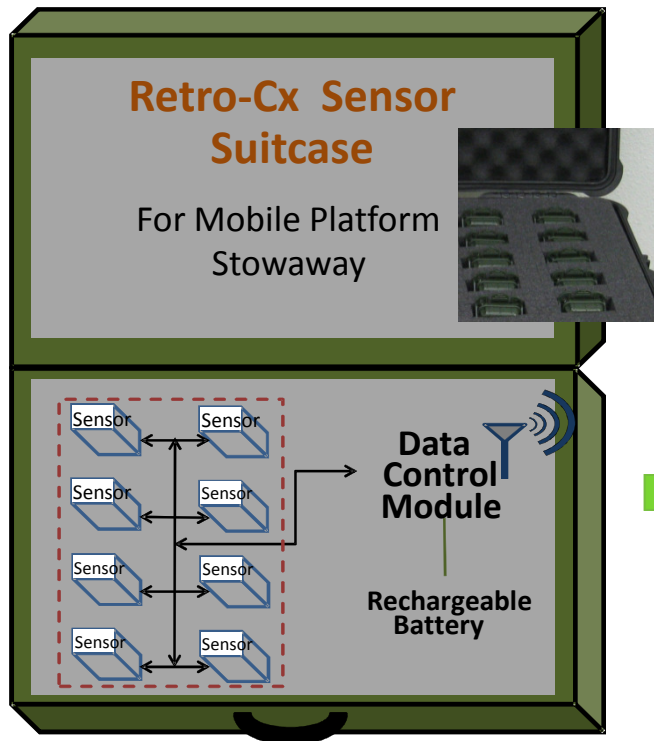 Retro-Cx Sensor
Suitcase
For Mobile Platform
Stowaway
Sensor
Sensor
Sensor
Sensor
Sensor
Sensor
Sensor
Sensor
Data
Control
Module
Rechargeable
Battery